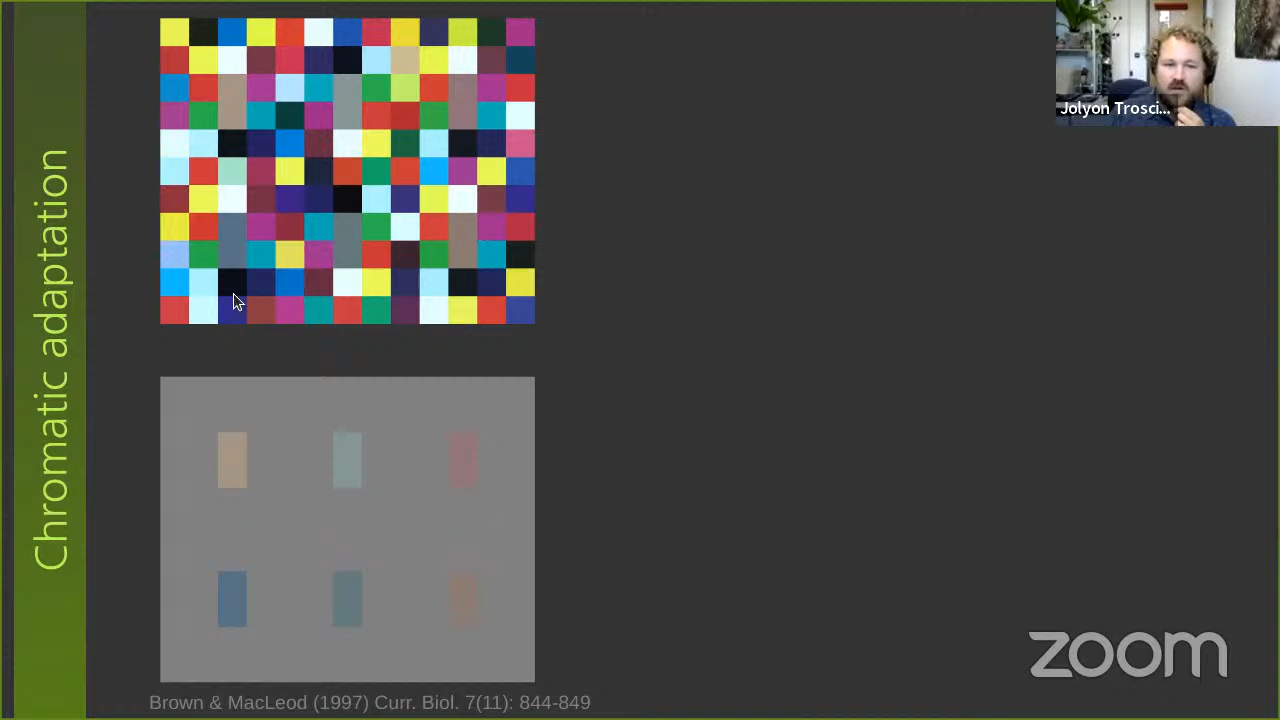 Chromatic adaptation
Jolyon Trosci...
Brown & MacLeod (1997) Curr. Biol. 7(11): 844-849
zoom